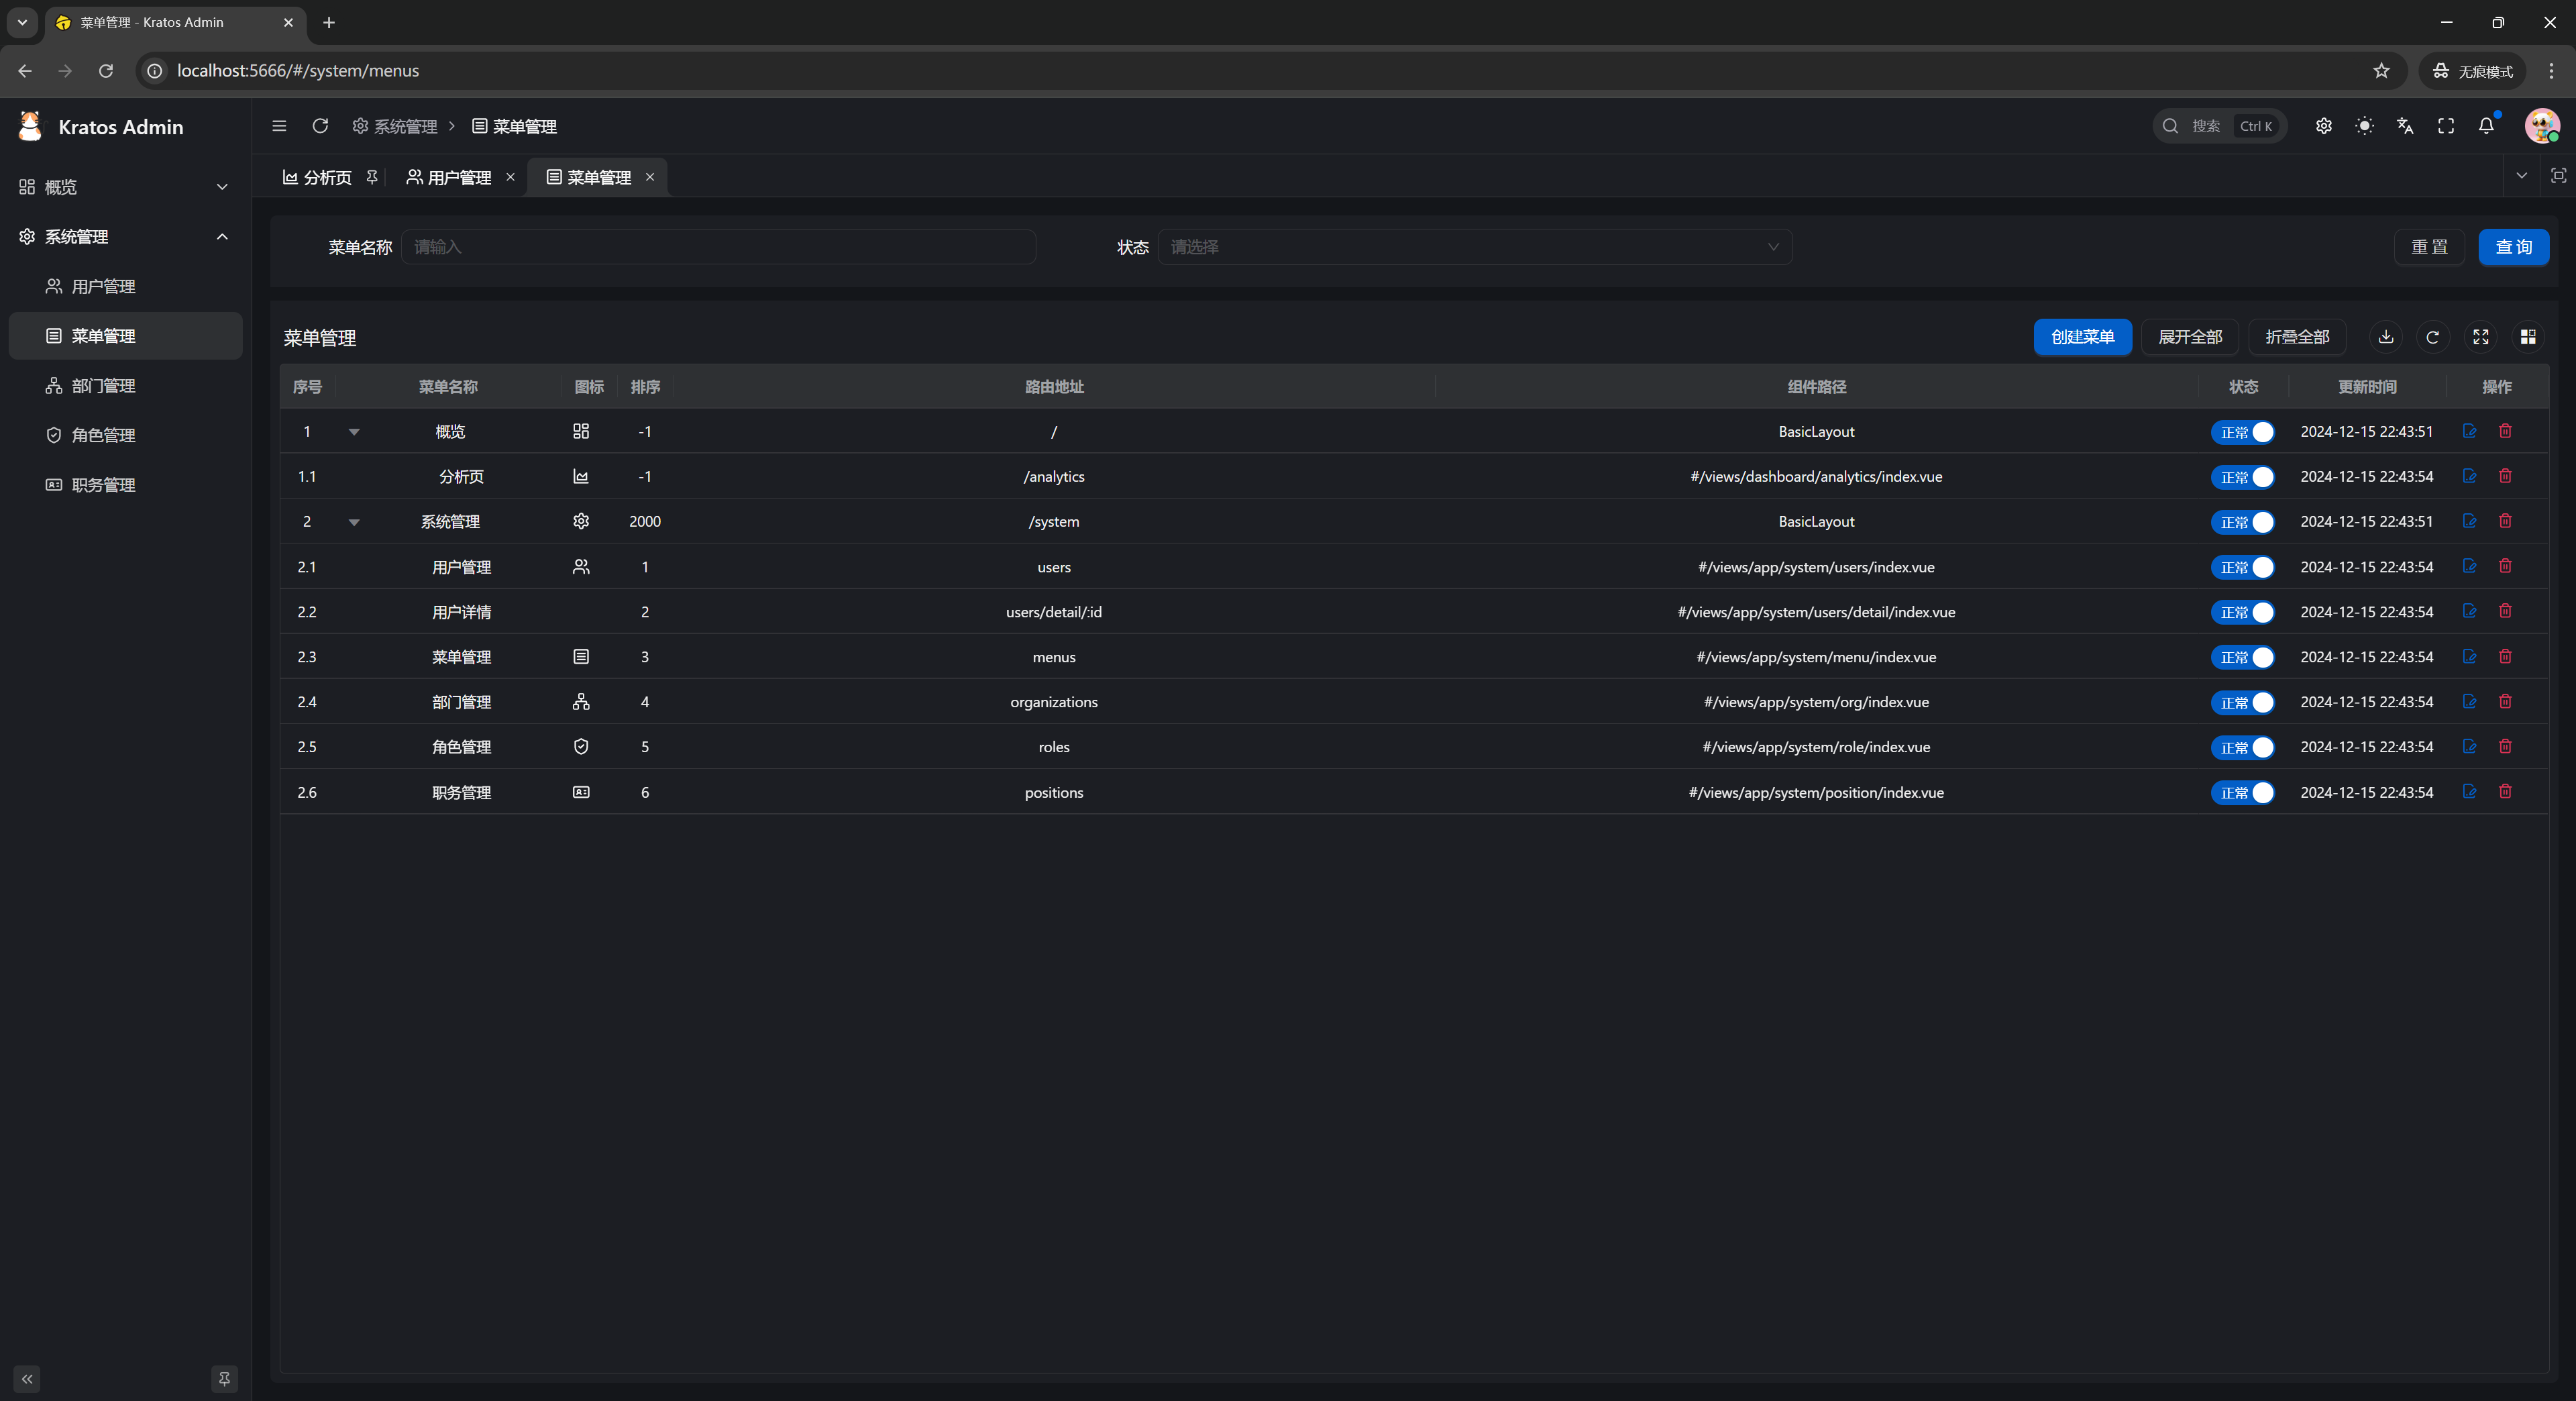 菜单管理 - Kratos Admin
localhost:5666/#/system/menus
无痕模式
Kratos Admin
系统管理 > 菜单管理
搜索 Ctrl K
分析页 用户管理 菜单管理
概览
系统管理
用户管理
菜单管理
部门管理
角色管理
职务管理
菜单名称 请输入 状态 请选择 重 置 查 询
菜单管理 创建菜单 展开全部 折叠全部
序号 菜单名称 图标 排序 路由地址 组件路径 状态 更新时间 操作
1 概览 -1 / BasicLayout 正常 2024-12-15 22:43:51
1.1 分析页 -1 /analytics #/views/dashboard/analytics/index.vue 正常 2024-12-15 22:43:54
2 系统管理 2000 /system BasicLayout 正常 2024-12-15 22:43:51
2.1 用户管理 1 users #/views/app/system/users/index.vue 正常 2024-12-15 22:43:54
2.2 用户详情 2 users/detail/:id #/views/app/system/users/detail/index.vue 正常 2024-12-15 22:43:54
2.3 菜单管理 3 menus #/views/app/system/menu/index.vue 正常 2024-12-15 22:43:54
2.4 部门管理 4 organizations #/views/app/system/org/index.vue 正常 2024-12-15 22:43:54
2.5 角色管理 5 roles #/views/app/system/role/index.vue 正常 2024-12-15 22:43:54
2.6 职务管理 6 positions #/views/app/system/position/index.vue 正常 2024-12-15 22:43:54